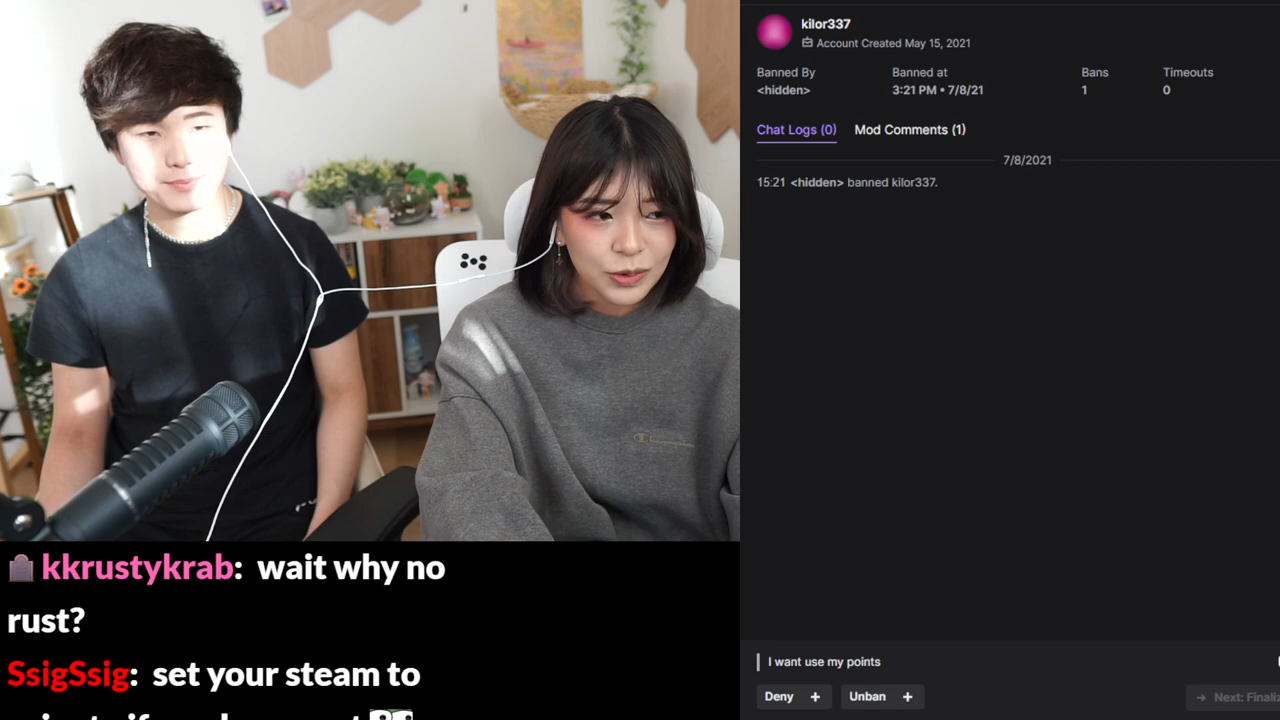 kilor337
Account Created May 15, 2021
Banned By
Banned at
Bans
Timeouts
<hidden>
3:21 PM • 7/8/21
1
0
Chat Logs (0)
Mod Comments (1)
7/8/2021
15:21 <hidden> banned kilor337.
Champion
kkrustykrab: wait why no
rust?
SsigSsig: set your steam to
I want use my points
Deny +
Unban +
Next: